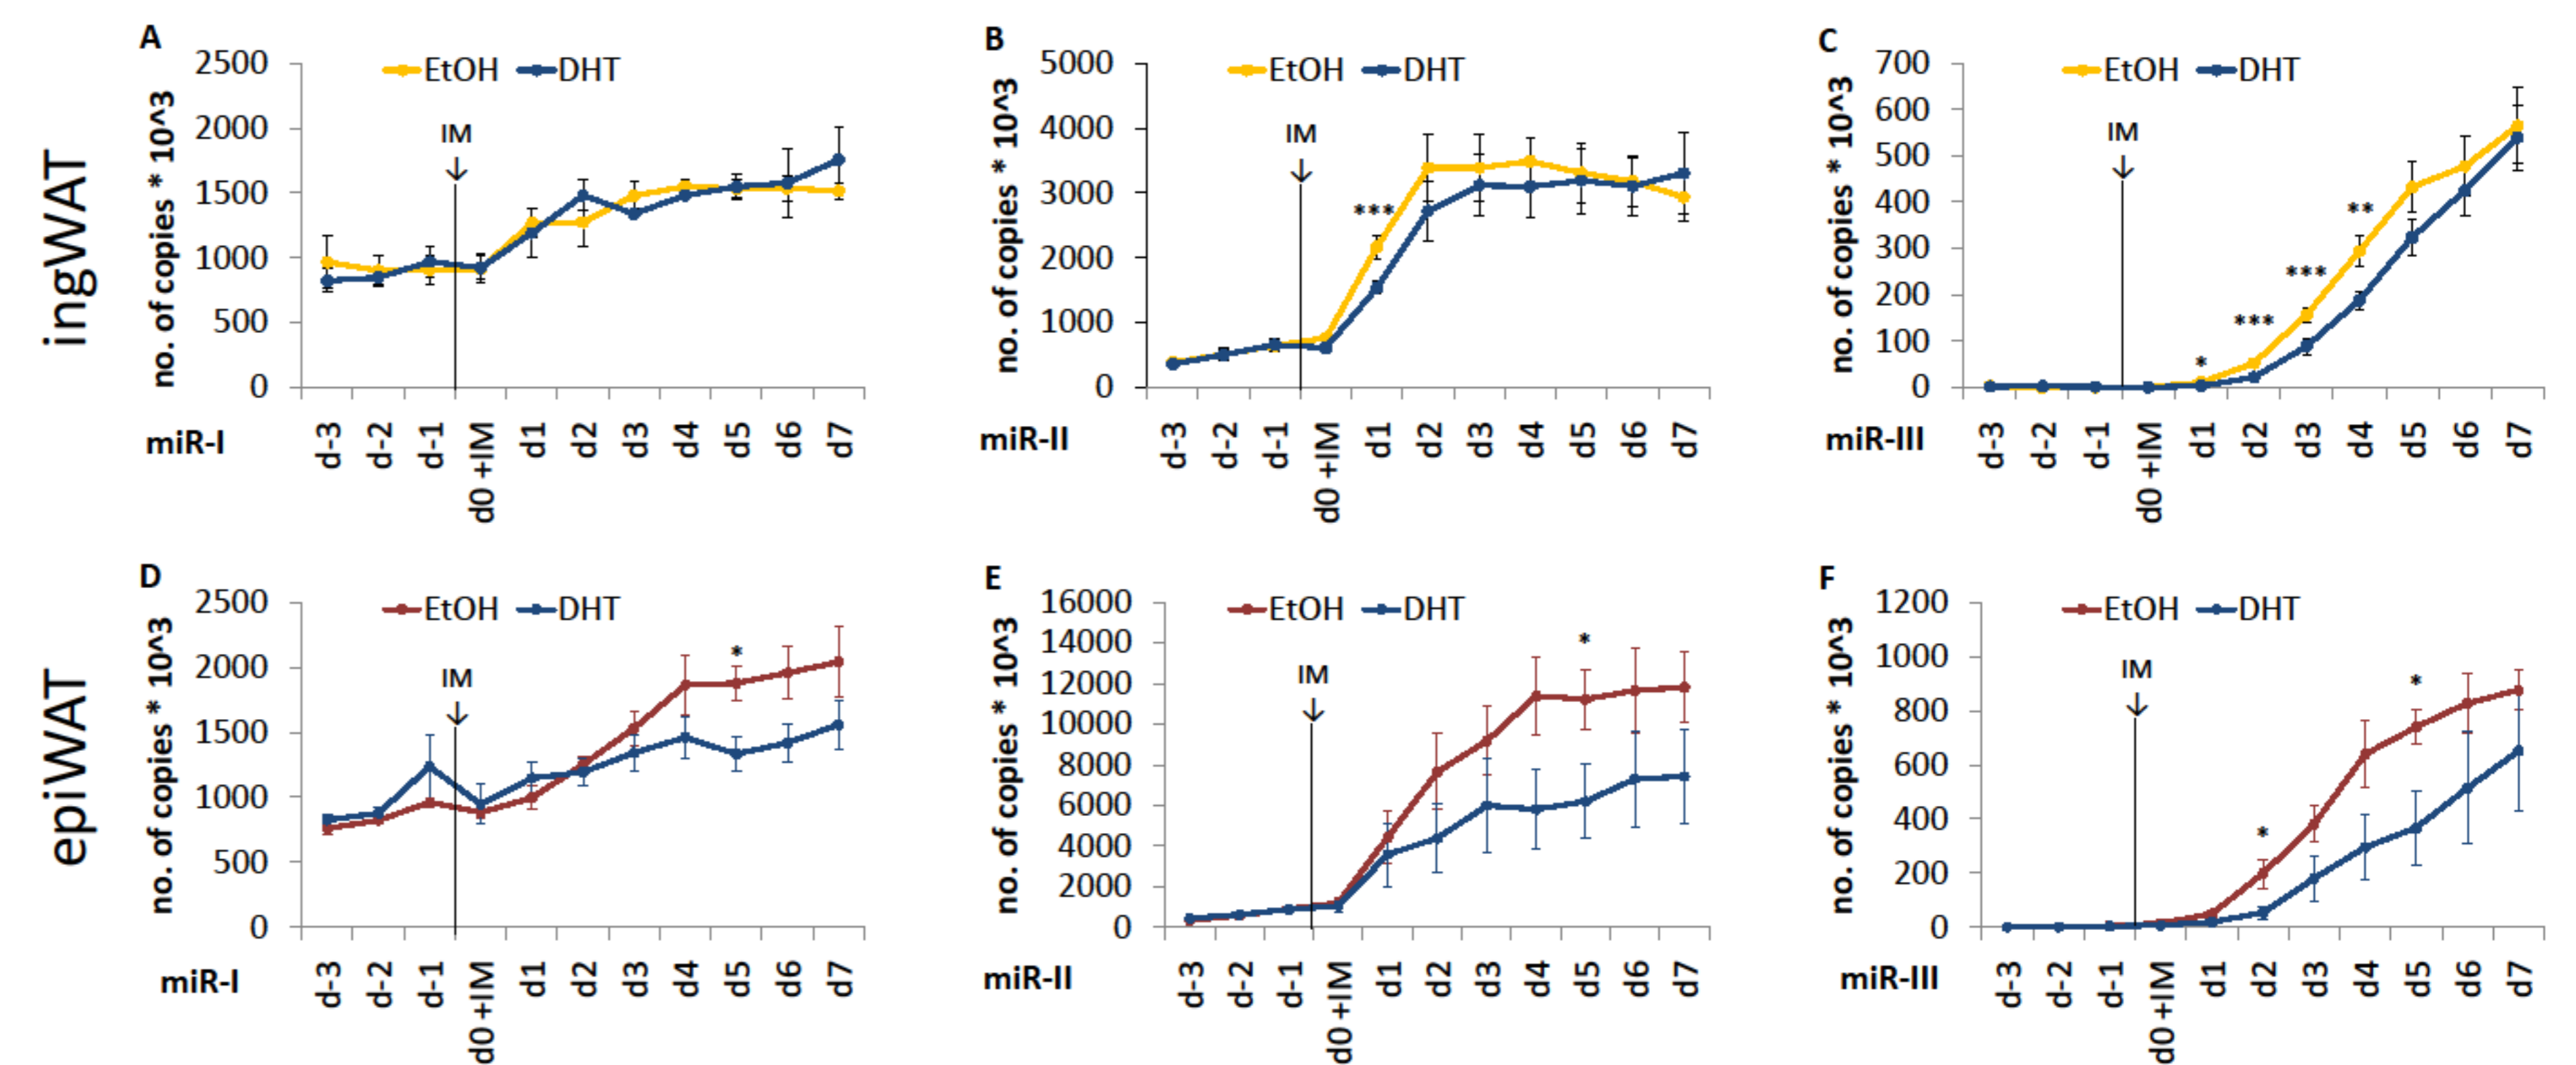 ingWAT
A
EtOH DHT
no. of copies * 10^3
2500
2000
1500
1000
500
0
IM
miR-I
d-3 d-2 d-1 d0 +IM d1 d2 d3 d4 d5 d6 d7
B
EtOH DHT
no. of copies * 10^3
5000
4000
3000
2000
1000
0
IM
***
miR-II
d-3 d-2 d-1 d0 +IM d1 d2 d3 d4 d5 d6 d7
C
EtOH DHT
no. of copies * 10^3
700
600
500
400
300
200
100
0
IM
* *** *** **
miR-III
d-3 d-2 d-1 d0 +IM d1 d2 d3 d4 d5 d6 d7
epiWAT
D
EtOH DHT
no. of copies * 10^3
2500
2000
1500
1000
500
0
IM
*
miR-I
d-3 d-2 d-1 d0 +IM d1 d2 d3 d4 d5 d6 d7
E
EtOH DHT
no. of copies * 10^3
16000
14000
12000
10000
8000
6000
4000
2000
0
IM
*
miR-II
d-3 d-2 d-1 d0 +IM d1 d2 d3 d4 d5 d6 d7
F
EtOH DHT
no. of copies * 10^3
1200
1000
800
600
400
200
0
IM
* *
miR-III
d-3 d-2 d-1 d0 +IM d1 d2 d3 d4 d5 d6 d7